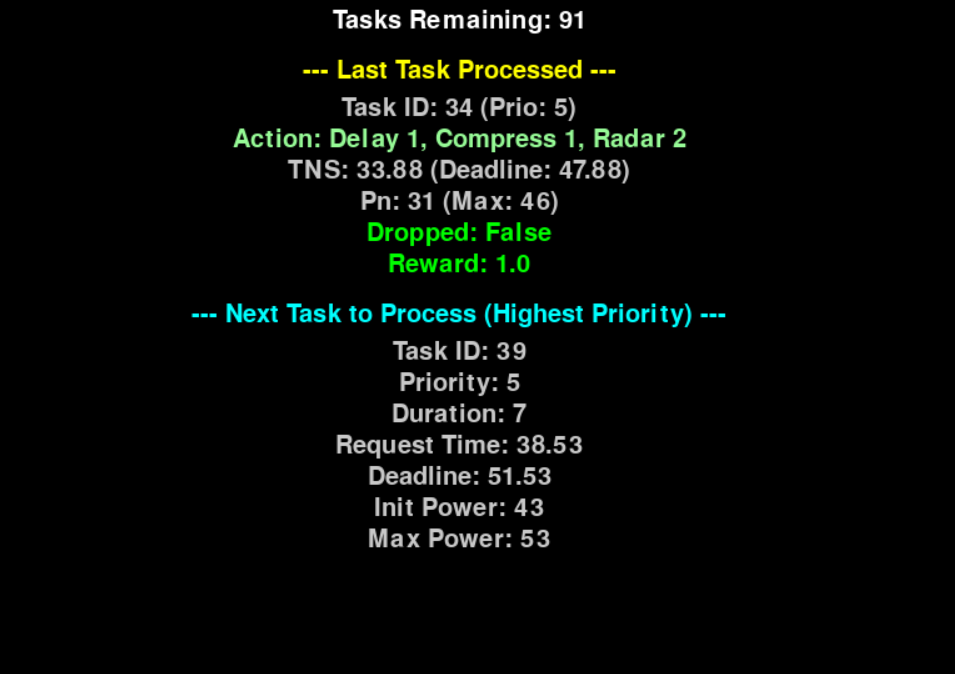 Tasks Remaining: 91
--- Last Task Processed ---
Task ID: 34 (Prio: 5)
Action: Delay 1, Compress 1, Radar 2
TNS: 33.88 (Deadline: 47.88)
Pn: 31 (Max: 46)
Dropped: False
Reward: 1.0
--- Next Task to Process (Highest Priority) ---
Task ID: 39
Priority: 5
Duration: 7
Request Time: 38.53
Deadline: 51.53
Init Power: 43
Max Power: 53